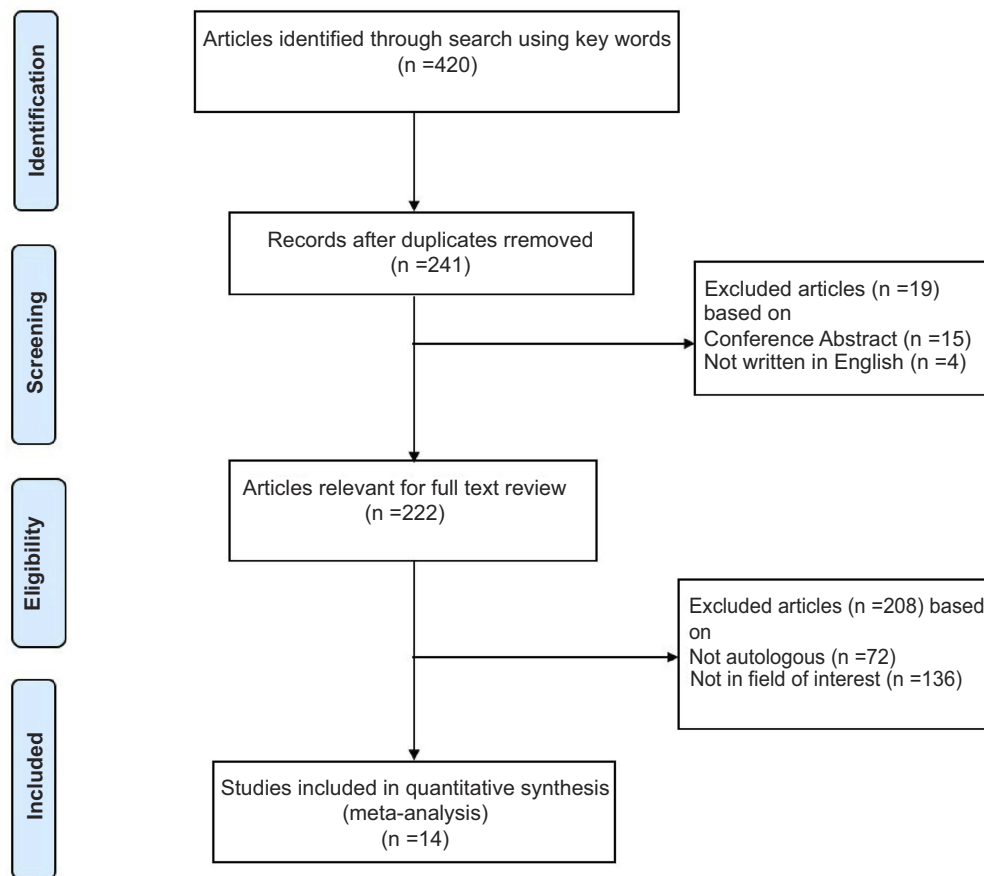 Identification
Articles identified through search using key words
(n =420)
Records after duplicates rremoved
(n =241)
Screening
Excluded articles (n =19)
based on
Conference Abstract (n =15)
Not written in English (n =4)
Eligibility
Articles relevant for full text review
(n =222)
Excluded articles (n =208) based
on
Not autologous (n =72)
Not in field of interest (n =136)
Included
Studies included in quantitative synthesis
(meta-analysis)
(n =14)